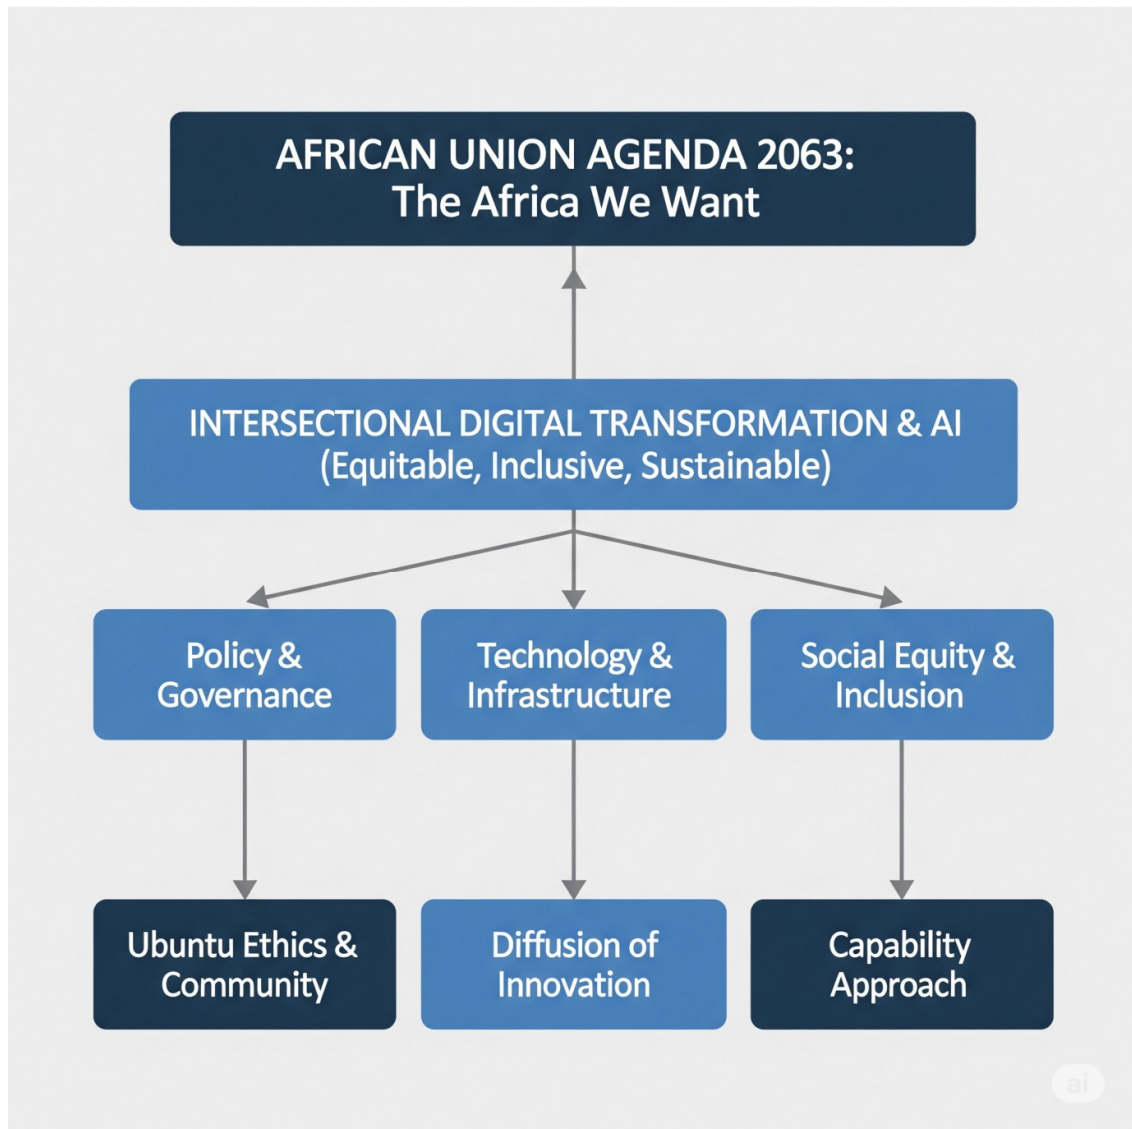 AFRICAN UNION AGENDA 2063:
The Africa We Want
INTERSECTIONAL DIGITAL TRANSFORMATION & AI
(Equitable, Inclusive, Sustainable)
Policy &
Governance
Technology &
Infrastructure
Social Equity &
Inclusion
Ubuntu Ethics &
Community
Diffusion of
Innovation
Capability
Approach
ai